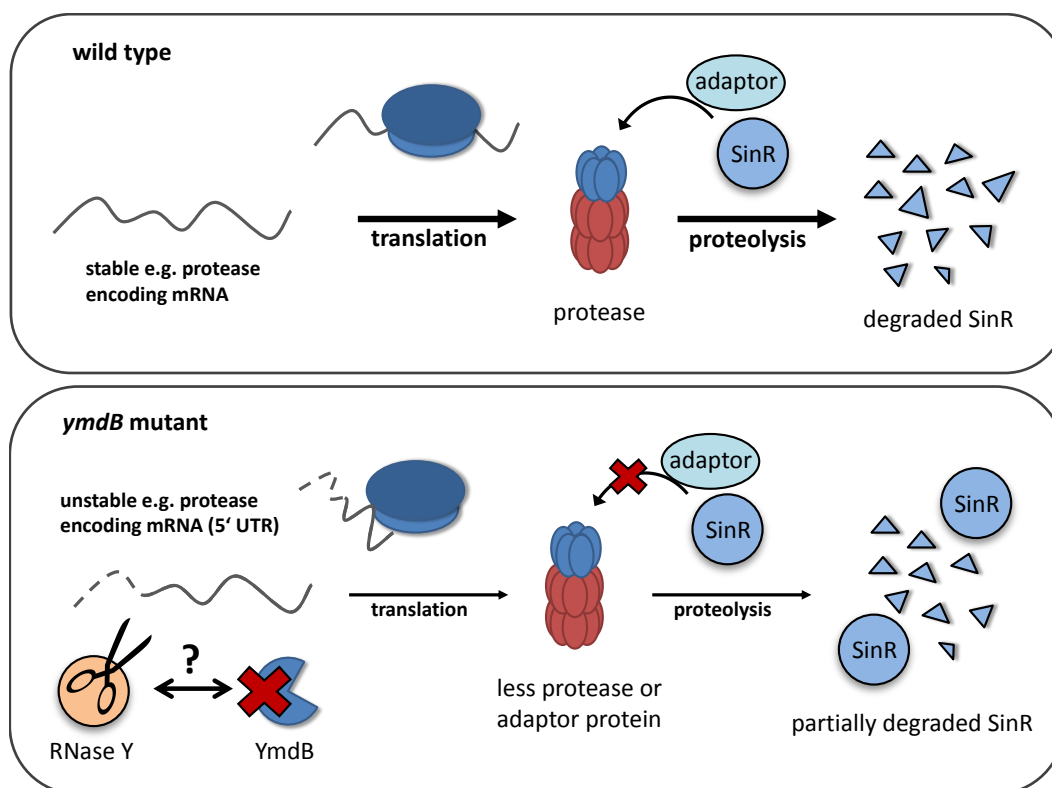 wild type
adaptor
SinR
stable e.g. protease
encoding mRNA
translation
protease
proteolysis
degraded SinR
ymdB mutant
unstable e.g. protease
encoding mRNA (5‘ UTR)
adaptor
SinR
SinR
translation
proteolysis
?
SinR
RNase Y
YmdB
less protease or
adaptor protein
partially degraded SinR